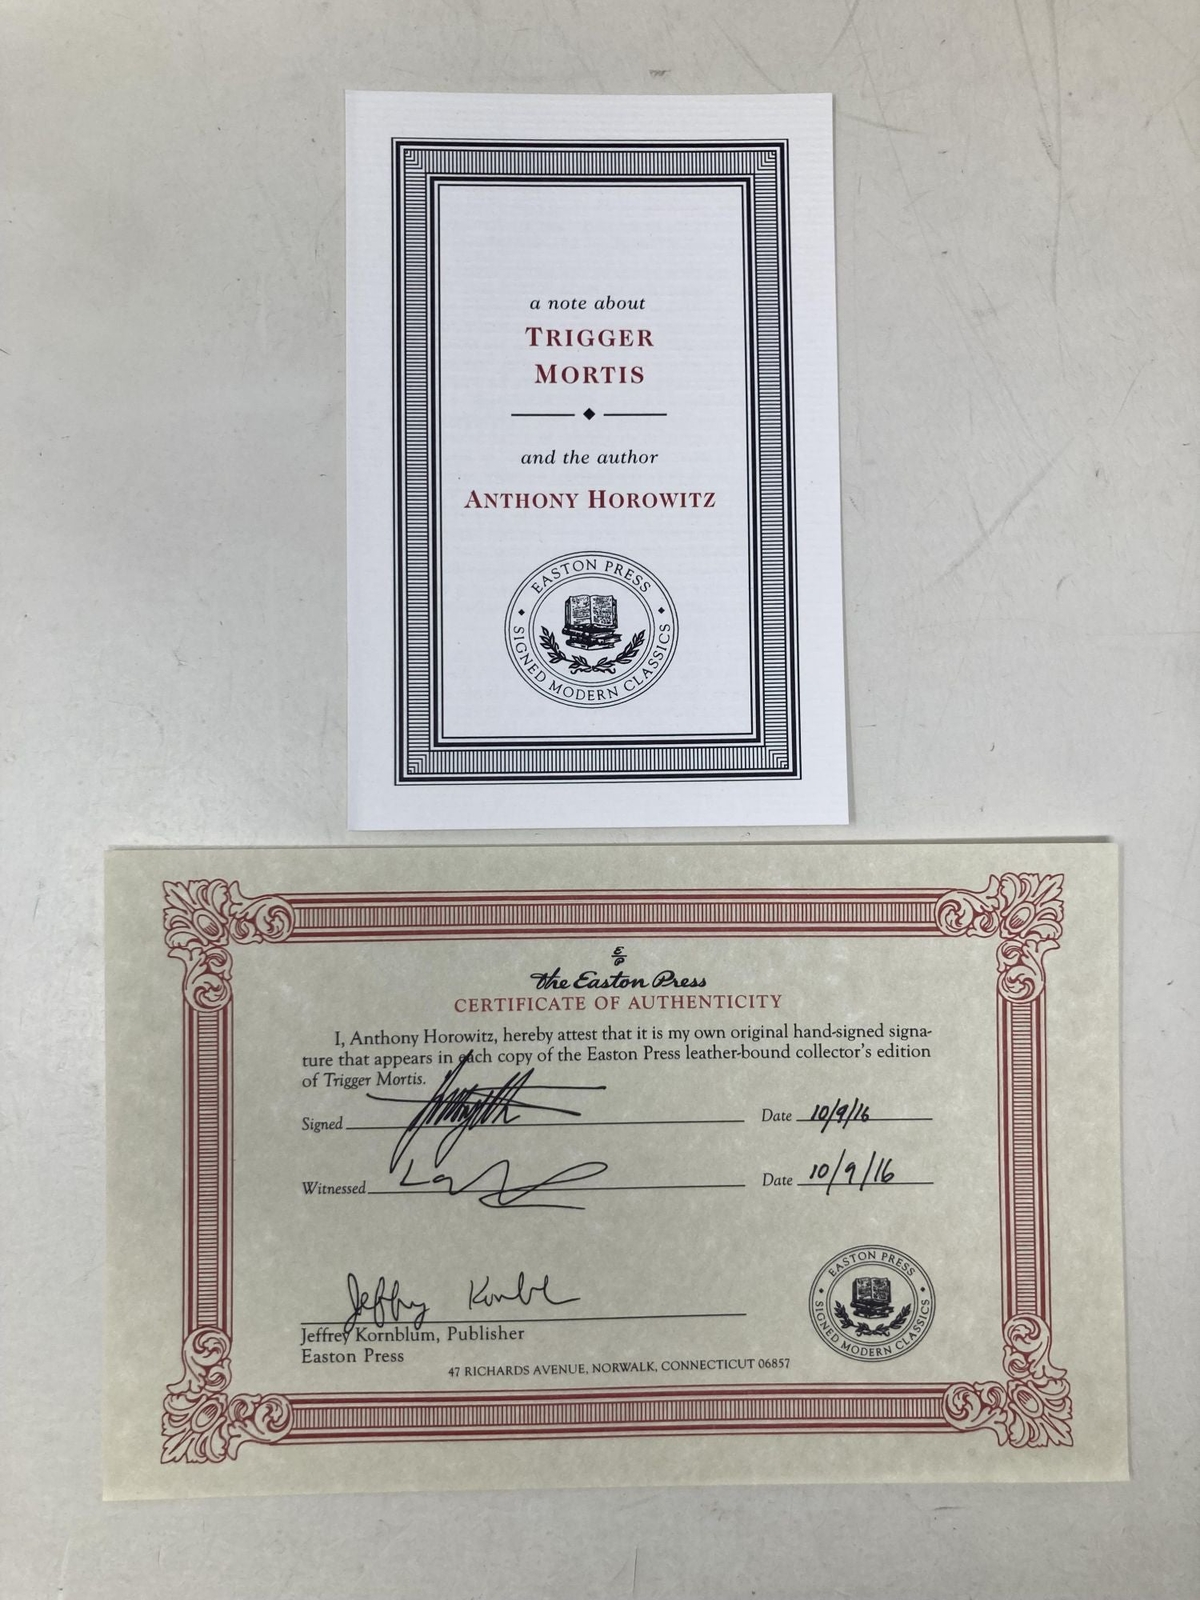 a note about
TRIGGER
MORTIS
and the author
ANTHONY HOROWITZ
EASTON PRESS
SIGNED MODERN CLASSICS
E
P
the Easton Press
CERTIFICATE OF AUTHENTICITY
I, Anthony Horowitz, hereby attest that it is my own original hand-signed signa-
ture that appears in each copy of the Easton Press leather-bound collector's edition
of Trigger Mortis.
Signed Date 10/9/16
Witnessed Date 10/9/16
Jeffrey Kornblum, Publisher
Easton Press
47 RICHARDS AVENUE, NORWALK, CONNECTICUT 06857
EASTON PRESS
SIGNED MODERN CLASSICS